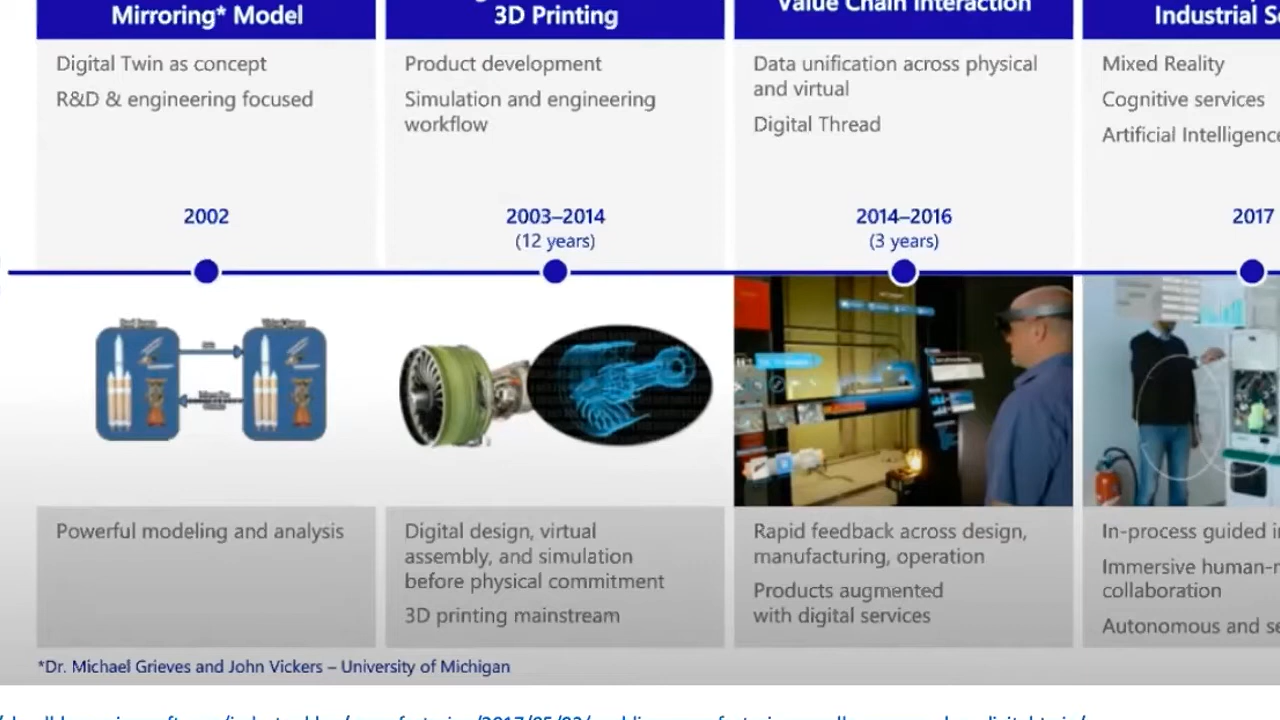 Mirroring* Model
3D Printing
Value Chain Interaction
Industrial
Digital Twin as concept
R&D & engineering focused
Product development
Simulation and engineering
workflow
Data unification across physical
and virtual
Digital Thread
Mixed Reality
Cognitive services
Artificial Intelligence
2002
2003–2014
(12 years)
2014–2016
(3 years)
2017
Powerful modeling and analysis
Digital design, virtual
assembly, and simulation
before physical commitment
3D printing mainstream
Rapid feedback across design,
manufacturing, operation
Products augmented
with digital services
In-process guided
Immersive
collaboration
Autonomous and
*Dr. Michael Grieves and John Vickers – University of Michigan